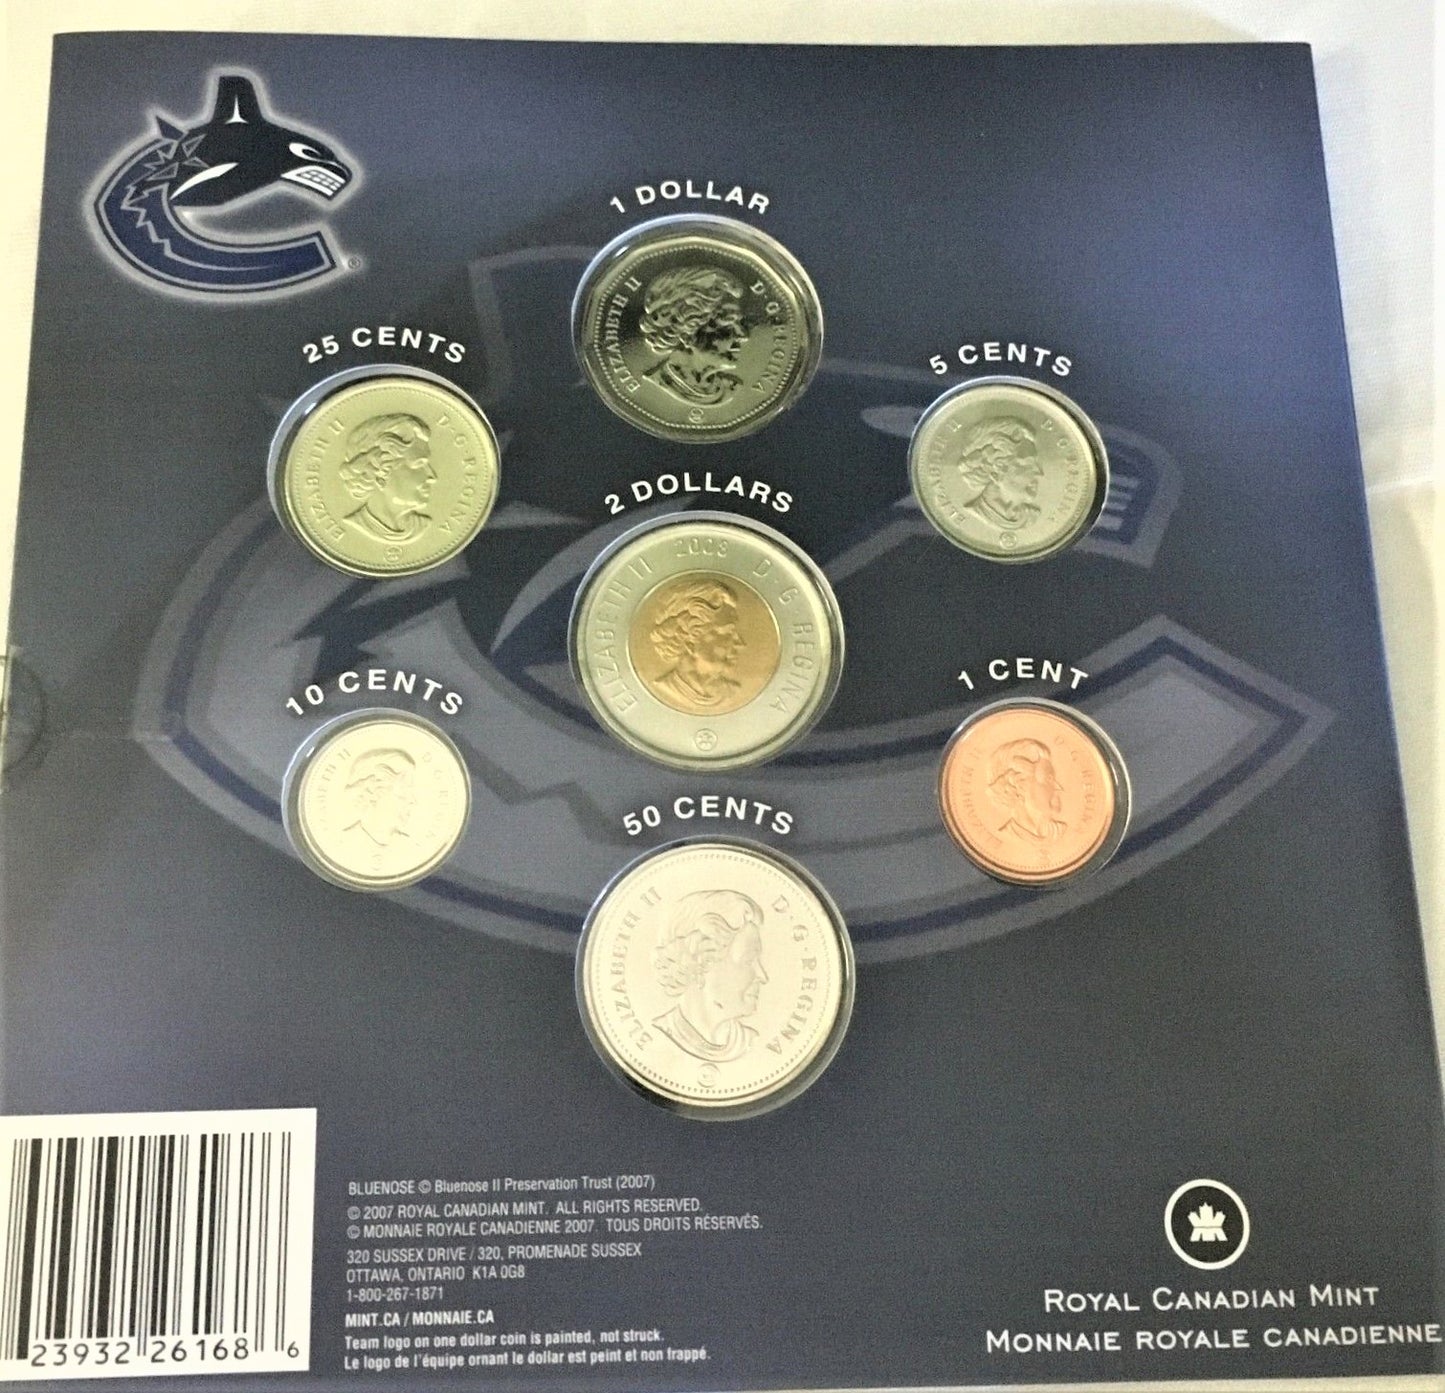 ®
1 DOLLAR
ELIZABETH II D·G·REGINA
25 CENTS
ELIZABETH II D·G·REGINA
5 CENTS
ELIZABETH II D·G·REGINA
2 DOLLARS
2008
ELIZABETH II D·G·REGINA
10 CENTS
ELIZABETH II D·G·REGINA
1 CENT
ELIZABETH II D·G·REGINA
50 CENTS
ELIZABETH II D·G·REGINA
BLUENOSE © Bluenose II Preservation Trust (2007)
© 2007 ROYAL CANADIAN MINT. ALL RIGHTS RESERVED.
© MONNAIE ROYALE CANADIENNE 2007. TOUS DROITS RÉSERVÉS.
320 SUSSEX DRIVE / 320, PROMENADE SUSSEX
OTTAWA, ONTARIO K1A 0G8
1-800-267-1871
MINT.CA / MONNAIE.CA
Team logo on one dollar coin is painted, not struck.
Le logo de l'équipe ornant le dollar est peint et non frappé.
23932 26168 6
ROYAL CANADIAN MINT
MONNAIE ROYALE CANADIENNE